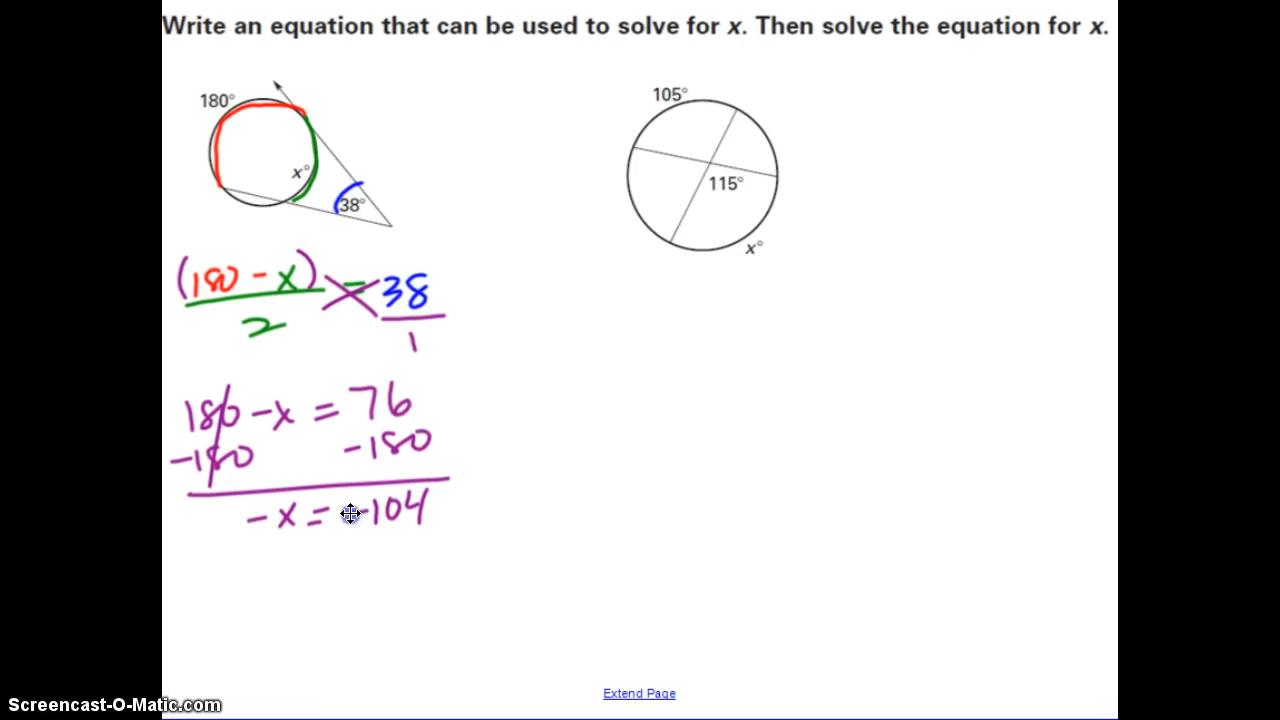 Write an equation that can be used to solve for x. Then solve the equation for x.
180°
x°
38°
105°
115°
x°
(180 - x) = 38
2
1
180 - x = 76
-180 -180
- x = -104
Extend Page
Screencast-O-Matic.com